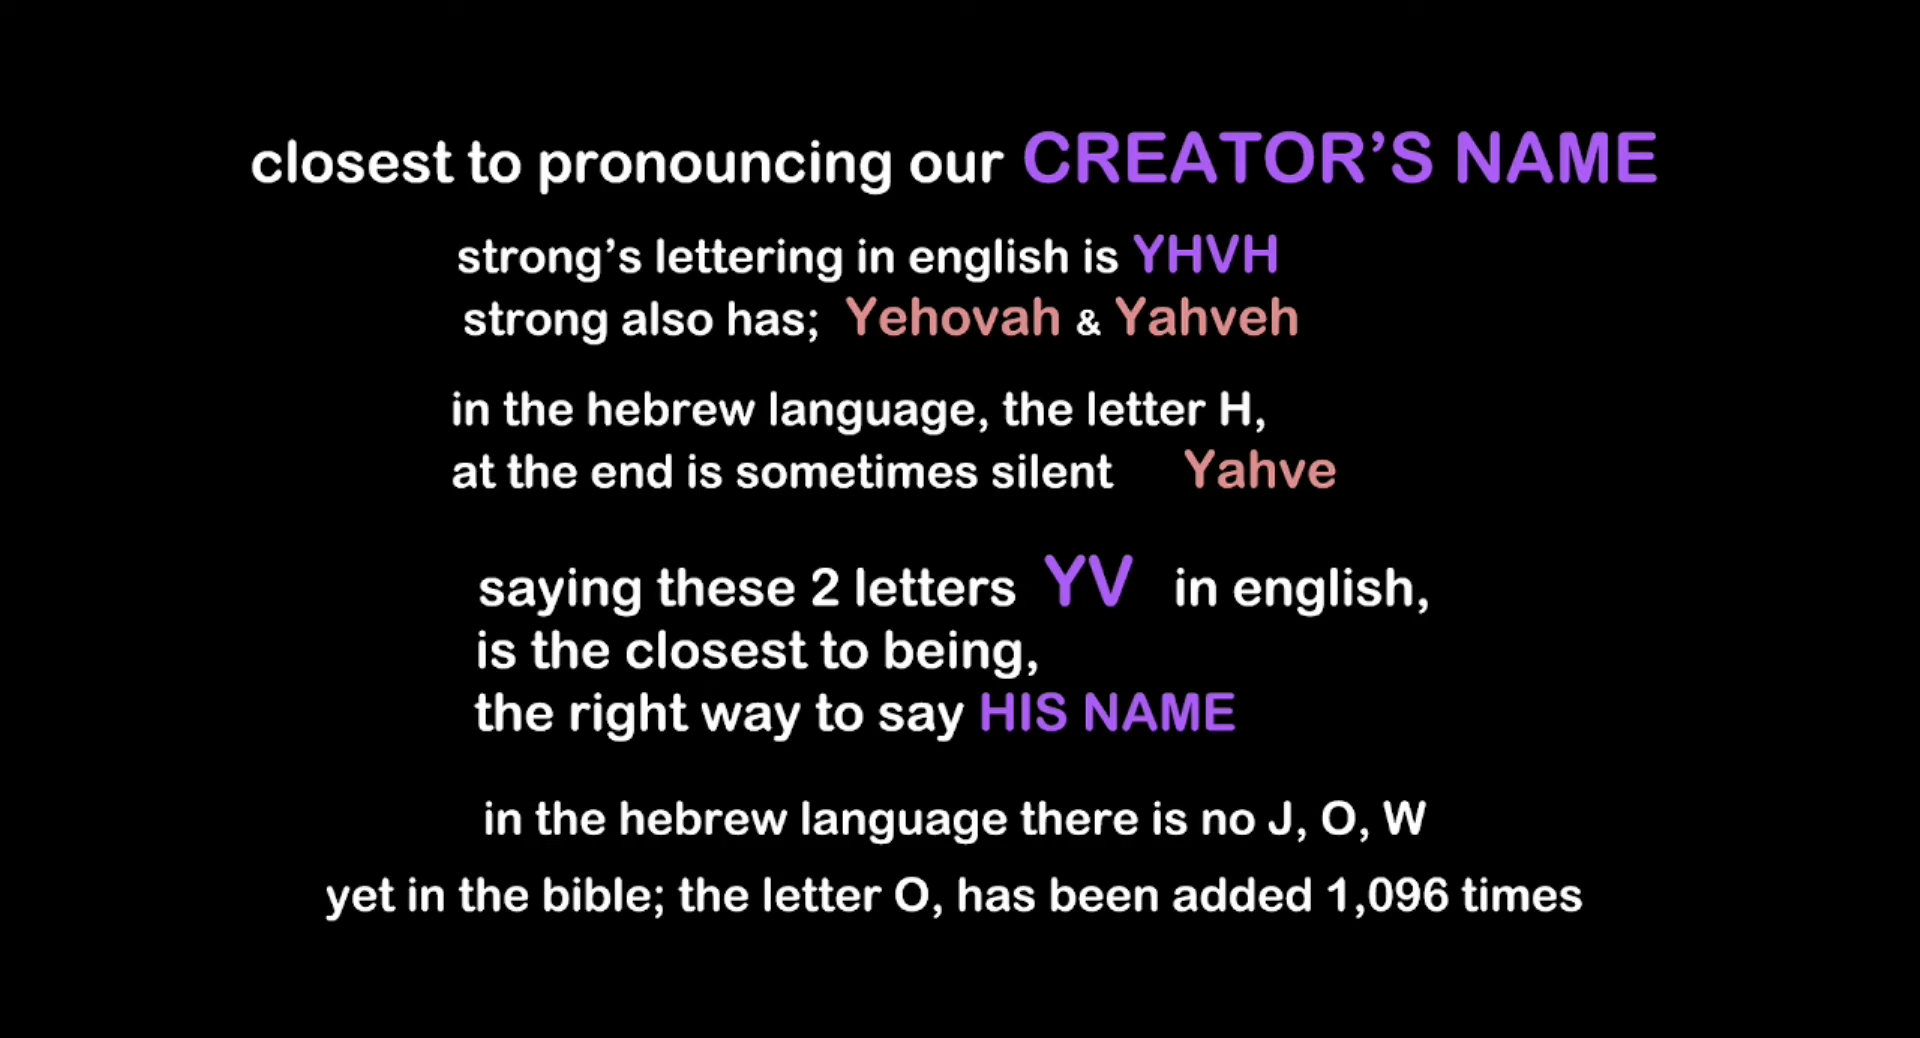 closest to pronouncing our CREATOR’S NAME
strong’s lettering in english is YHVH
strong also has; Yehovah & Yahveh
in the hebrew language, the letter H,
at the end is sometimes silent Yahve
saying these 2 letters YV in english,
is the closest to being,
the right way to say HIS NAME
in the hebrew language there is no J, O, W
yet in the bible; the letter O, has been added 1,096 times